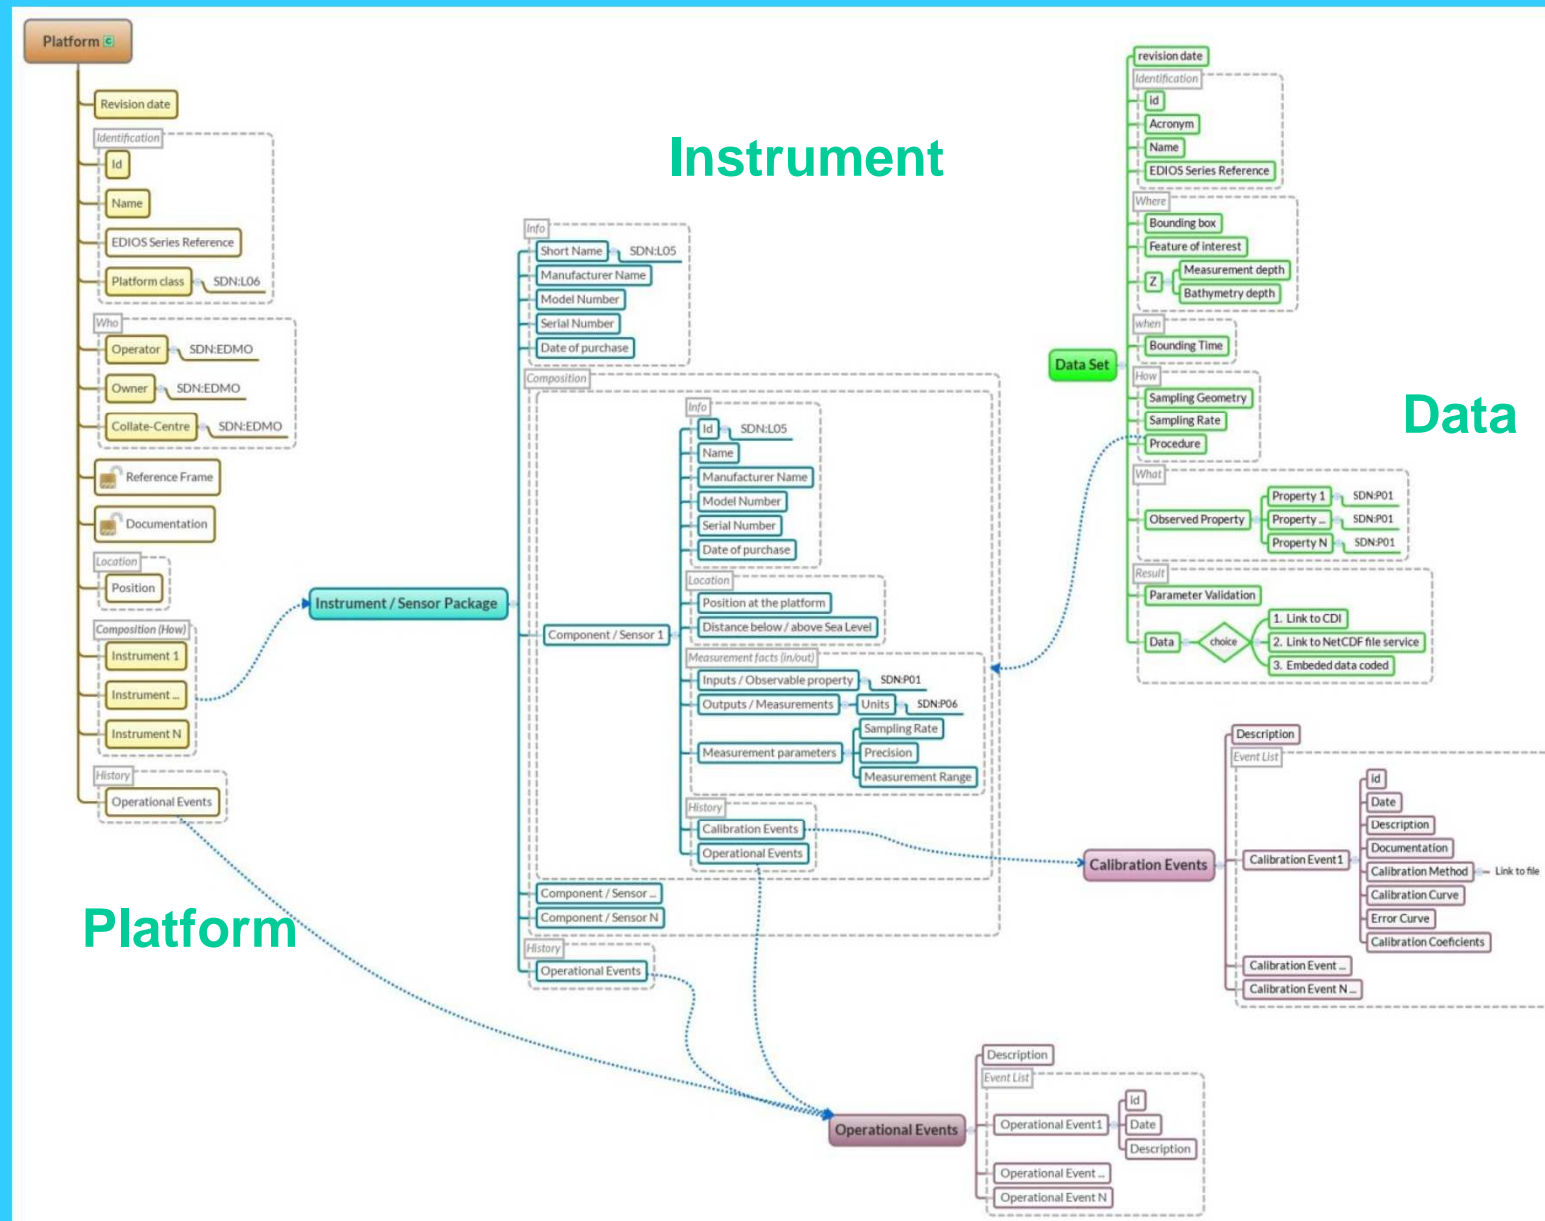 Platform
Revision date
Identification
Id
Name
EDIOS Series Reference
Platform class
SDN:L06
Who
Operator
SDN:EDMO
Owner
SDN:EDMO
Collate-Centre
SDN:EDMO
Reference Frame
Documentation
Location
Position
Composition (How)
Instrument 1
Instrument ...
Instrument N
History
Operational Events
Platform
Instrument
Instrument / Sensor Package
Info
Short Name
SDN:L05
Manufacturer Name
Model Number
Serial Number
Date of purchase
Composition
Component / Sensor 1
Info
Id
SDN:L05
Name
Manufacturer Name
Model Number
Serial Number
Date of purchase
Location
Position at the platform
Distance below / above Sea Level
Measurement facts (in/out)
Inputs / Observable property
SDN:P01
Outputs / Measurements
Units
SDN:P06
Measurement parameters
Sampling Rate
Precision
Measurement Range
History
Calibration Events
Operational Events
Component / Sensor ...
Component / Sensor N
History
Operational Events
Data
Data Set
revision date
Identification
id
Acronym
Name
EDIOS Series Reference
Where
Bounding box
Feature of interest
Z
Measurement depth
Bathymetry depth
when
Bounding Time
How
Sampling Geometry
Sampling Rate
Procedure
What
Observed Property
Property 1
SDN:P01
Property ...
SDN:P01
Property N
SDN:P01
Result
Parameter Validation
Data
choice
1. Link to CDI
2. Link to NetCDF file service
3. Embeded data coded
Calibration Events
Description
Event List
Calibration Event1
id
Date
Description
Documentation
Calibration Method
Link to file
Calibration Curve
Error Curve
Calibration Coeficients
Calibration Event ...
Calibration Event N ...
Operational Events
Description
Event List
Operational Event1
id
Date
Description
Operational Event ...
Operational Event N